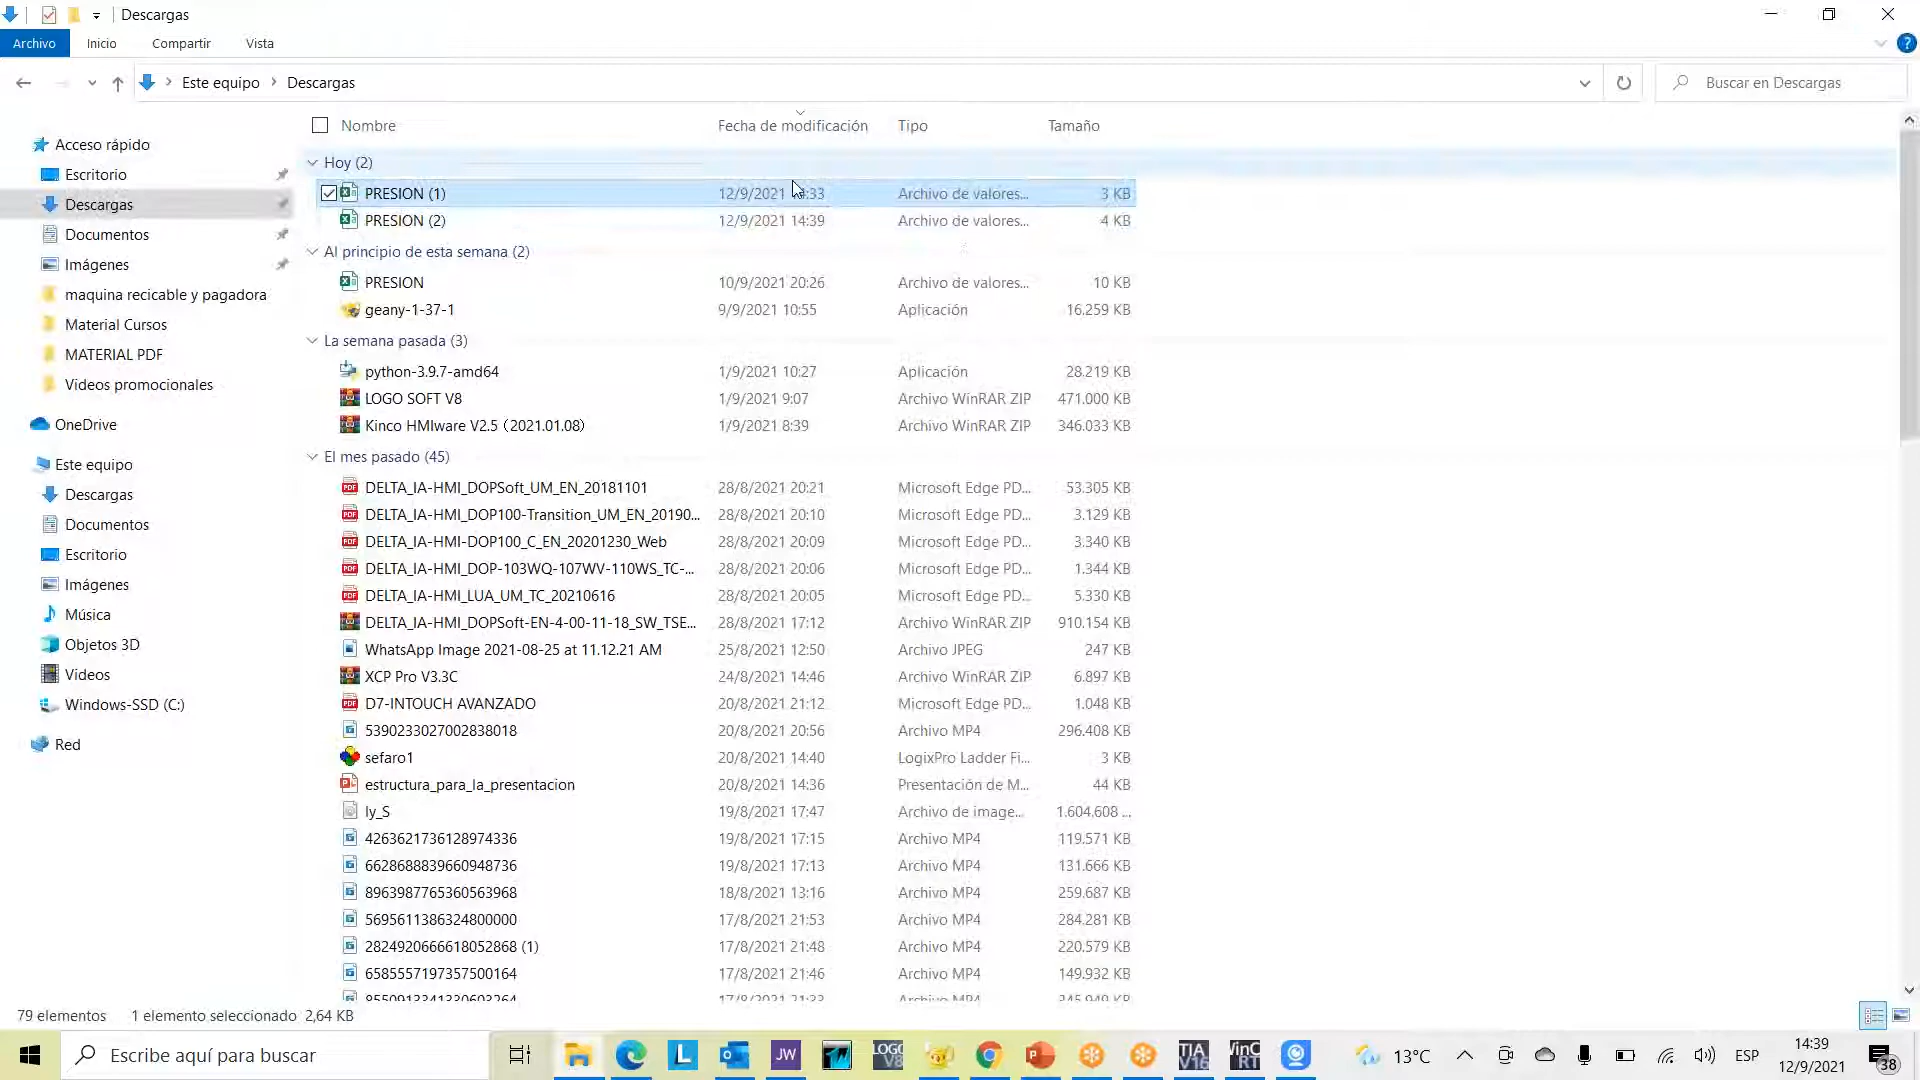 Descargas
Archivo Inicio Compartir Vista
Este equipo Descargas Buscar en Descargas
Nombre Fecha de modificación Tipo Tamaño
Acceso rápido
Escritorio
Descargas
Documentos
Imágenes
maquina recicable y pagadora
Material Cursos
MATERIAL PDF
Videos promocionales
OneDrive
Este equipo
Descargas
Documentos
Escritorio
Imágenes
Música
Objetos 3D
Vídeos
Windows-SSD (C:)
Red
Hoy (2)
PRESION (1) 12/9/2021 Archivo de valores... 3 KB
PRESION (2) 12/9/2021 14:39 Archivo de valores... 4 KB
Al principio de esta semana (2)
PRESION 10/9/2021 20:26 Archivo de valores... 10 KB
geany-1-37-1 9/9/2021 10:55 Aplicación 16.259 KB
La semana pasada (3)
python-3.9.7-amd64 1/9/2021 10:27 Aplicación 28.219 KB
LOGO SOFT V8 1/9/2021 9:07 Archivo WinRAR ZIP 471.000 KB
Kinco HMIware V2.5（2021.01.08） 1/9/2021 8:39 Archivo WinRAR ZIP 346.033 KB
El mes pasado (45)
DELTA_IA-HMI_DOPSoft_UM_EN_20181101 28/8/2021 20:21 Microsoft Edge PD... 53.305 KB
DELTA_IA-HMI_DOP100-Transition_UM_EN_20190... 28/8/2021 20:10 Microsoft Edge PD... 3.129 KB
DELTA_IA-HMI-DOP100_C_EN_20201230_Web 28/8/2021 20:09 Microsoft Edge PD... 3.340 KB
DELTA_IA-HMI_DOP-103WQ-107WV-110WS_TC-... 28/8/2021 20:06 Microsoft Edge PD... 1.344 KB
DELTA_IA-HMI_LUA_UM_TC_20210616 28/8/2021 20:05 Microsoft Edge PD... 5.330 KB
DELTA_IA-HMI_DOPSoft-EN-4-00-11-18_SW_TSE... 28/8/2021 17:12 Archivo WinRAR ZIP 910.154 KB
WhatsApp Image 2021-08-25 at 11.12.21 AM 25/8/2021 12:50 Archivo JPEG 247 KB
XCP Pro V3.3C 24/8/2021 14:46 Archivo WinRAR ZIP 6.897 KB
D7-INTOUCH AVANZADO 20/8/2021 21:12 Microsoft Edge PD... 1.048 KB
5390233027002838018 20/8/2021 20:56 Archivo MP4 296.408 KB
sefaro1 20/8/2021 14:40 LogixPro Ladder Fi... 3 KB
estructura_para_la_presentacion 20/8/2021 14:36 Presentación de M... 44 KB
ly_S 19/8/2021 17:47 Archivo de image... 1.604.608 ...
4263621736128974336 19/8/2021 17:15 Archivo MP4 119.571 KB
6628688839660948736 19/8/2021 17:13 Archivo MP4 131.666 KB
8963987765360563968 18/8/2021 13:16 Archivo MP4 259.687 KB
5695611386324800000 17/8/2021 21:53 Archivo MP4 284.281 KB
2824920666618052868 (1) 17/8/2021 21:48 Archivo MP4 220.579 KB
6585557197357500164 17/8/2021 21:46 Archivo MP4 149.932 KB
79 elementos 1 elemento seleccionado 2,64 KB
Escribe aquí para buscar
L JW
13°C ESP
14:39
12/9/2021
38